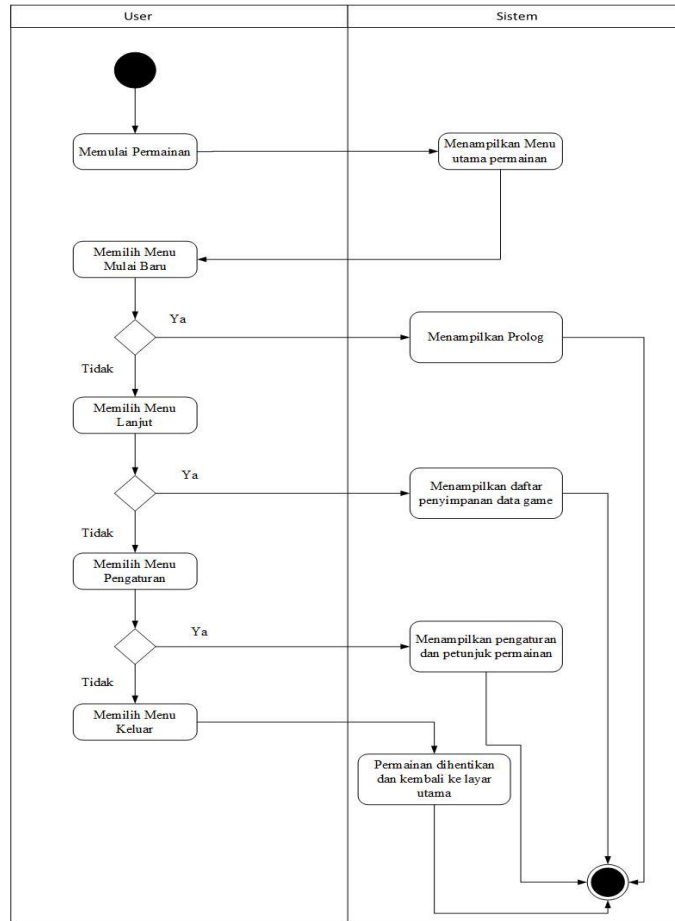 User
Sistem
Memulai Permainan
Menampilkan Menu
utama permainan
Memilih Menu
Mulai Baru
Ya
Menampilkan Prolog
Tidak
Memilih Menu
Lanjut
Ya
Menampilkan daftar
penyimpanan data game
Tidak
Memilih Menu
Pengaturan
Ya
Menampilkan pengaturan
dan petunjuk permainan
Tidak
Memilih Menu
Keluar
Permainan dihentikan
dan kembali ke layar
utama